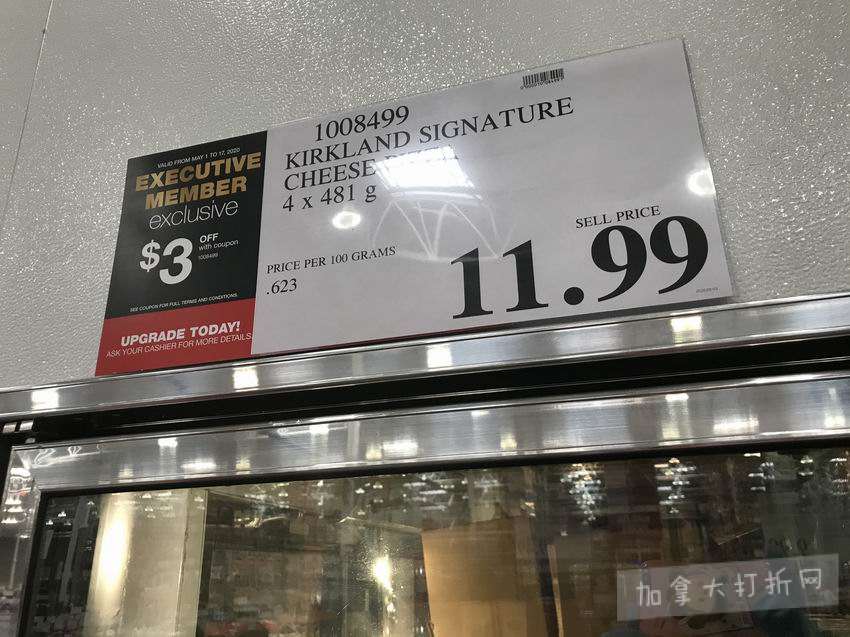 VALID FROM MAY 1 TO 17, 2020
EXECUTIVE
MEMBER
exclusive
$3 OFF
with coupon
1008499
SEE COUPON FOR FULL TERMS AND CONDITIONS.
UPGRADE TODAY!
ASK YOUR CASHIER FOR MORE DETAILS
1008499
KIRKLAND SIGNATURE
CHEESE
4 x 481 g
PRICE PER 100 GRAMS
.623
SELL PRICE
11.99
加拿大打折网